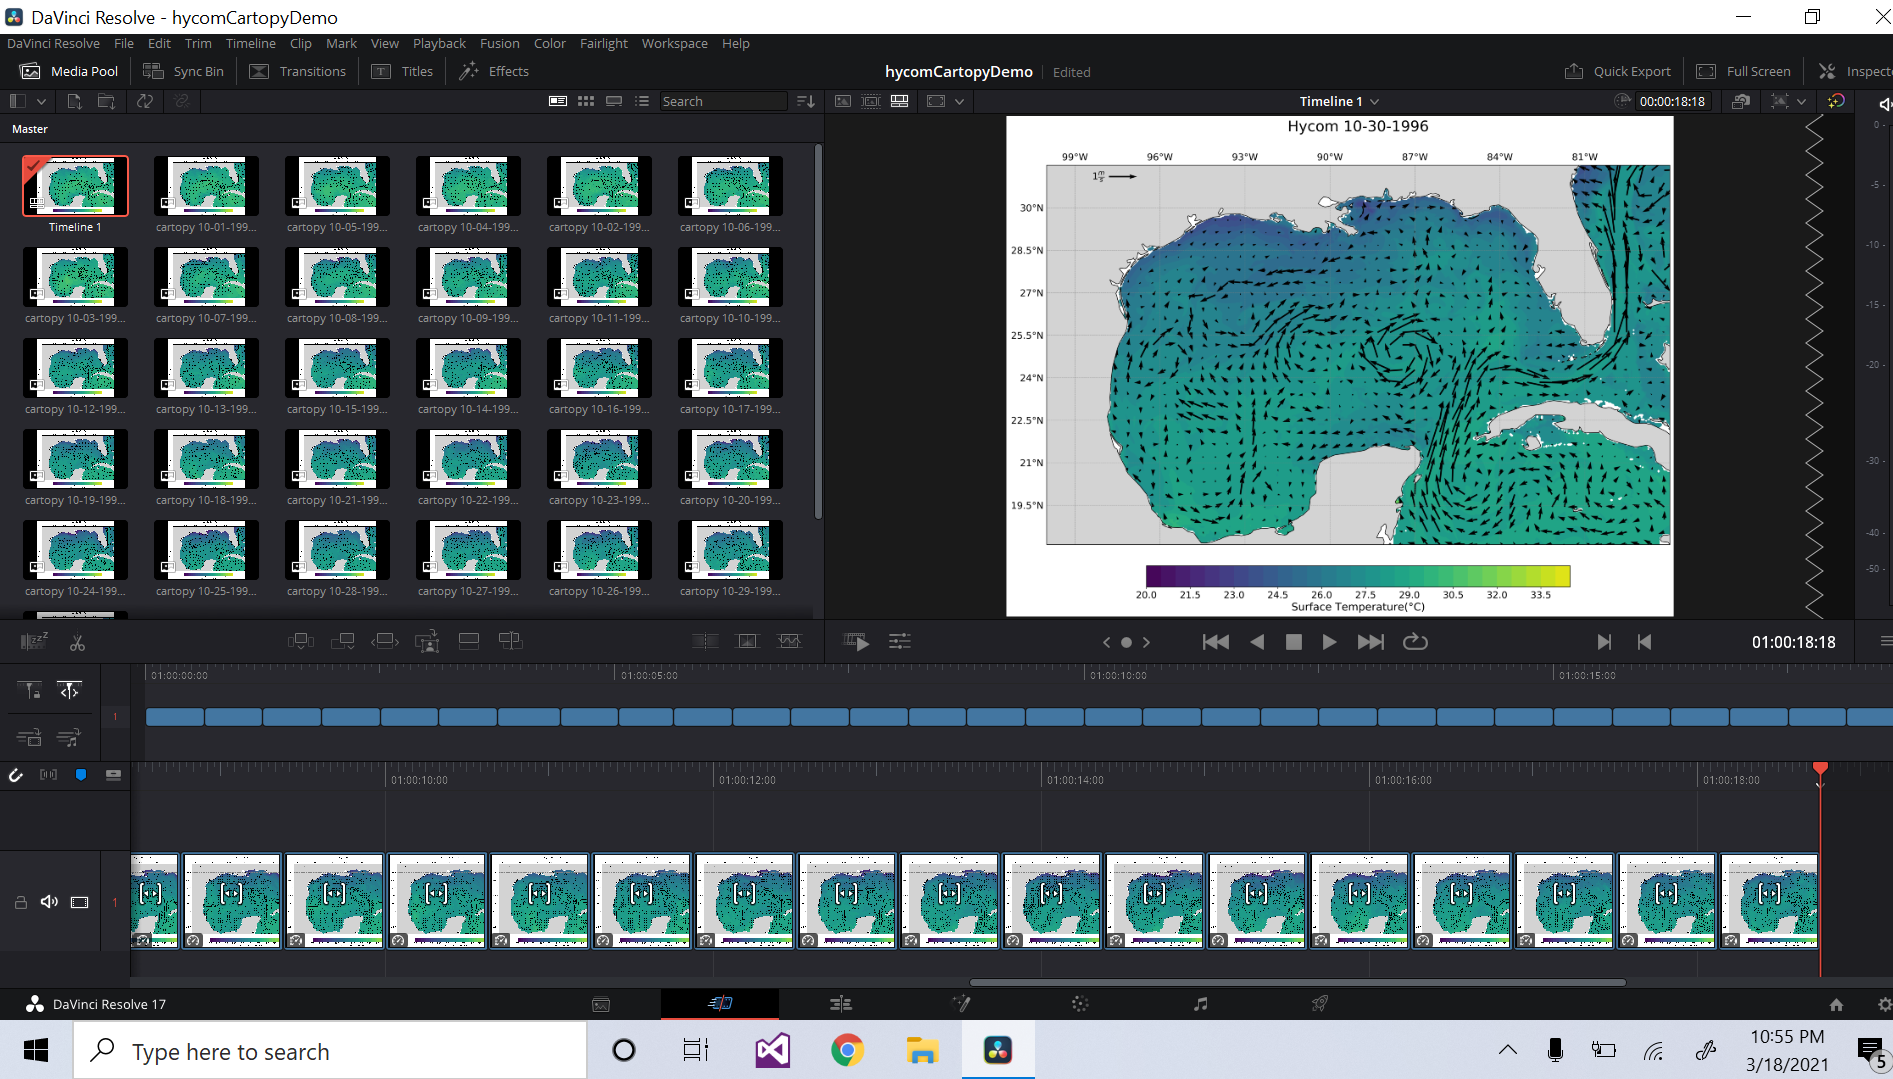 DaVinci Resolve - hycomCartopyDemo
DaVinci Resolve File Edit Trim Timeline Clip Mark View Playback Fusion Color Fairlight Workspace Help
Media Pool Sync Bin Transitions Titles Effects
hycomCartopyDemo Edited
Quick Export Full Screen Inspect
Search
Timeline 1
00:00:18:18
Master
Timeline 1 cartopy 10-01-199... cartopy 10-05-199... cartopy 10-04-199... cartopy 10-02-199... cartopy 10-06-199...
cartopy 10-03-199... cartopy 10-07-199... cartopy 10-08-199... cartopy 10-09-199... cartopy 10-11-199... cartopy 10-10-199...
cartopy 10-12-199... cartopy 10-13-199... cartopy 10-15-199... cartopy 10-14-199... cartopy 10-16-199... cartopy 10-17-199...
cartopy 10-19-199... cartopy 10-18-199... cartopy 10-21-199... cartopy 10-22-199... cartopy 10-23-199... cartopy 10-20-199...
cartopy 10-24-199... cartopy 10-25-199... cartopy 10-28-199... cartopy 10-27-199... cartopy 10-26-199... cartopy 10-29-199...
Hycom 10-30-1996
99°W 96°W 93°W 90°W 87°W 84°W 81°W
1 m/s
30°N
28.5°N
27°N
25.5°N
24°N
22.5°N
21°N
19.5°N
20.0 21.5 23.0 24.5 26.0 27.5 29.0 30.5 32.0 33.5
Surface Temperature(°C)
0
-5
-10
-15
-20
-30
-40
-50
01:00:18:18
01:00:00:00 01:00:05:00 01:00:10:00 01:00:15:00
1
01:00:10:00 01:00:12:00 01:00:14:00 01:00:16:00 01:00:18:00
1
DaVinci Resolve 17
Type here to search
10:55 PM
3/18/2021
5